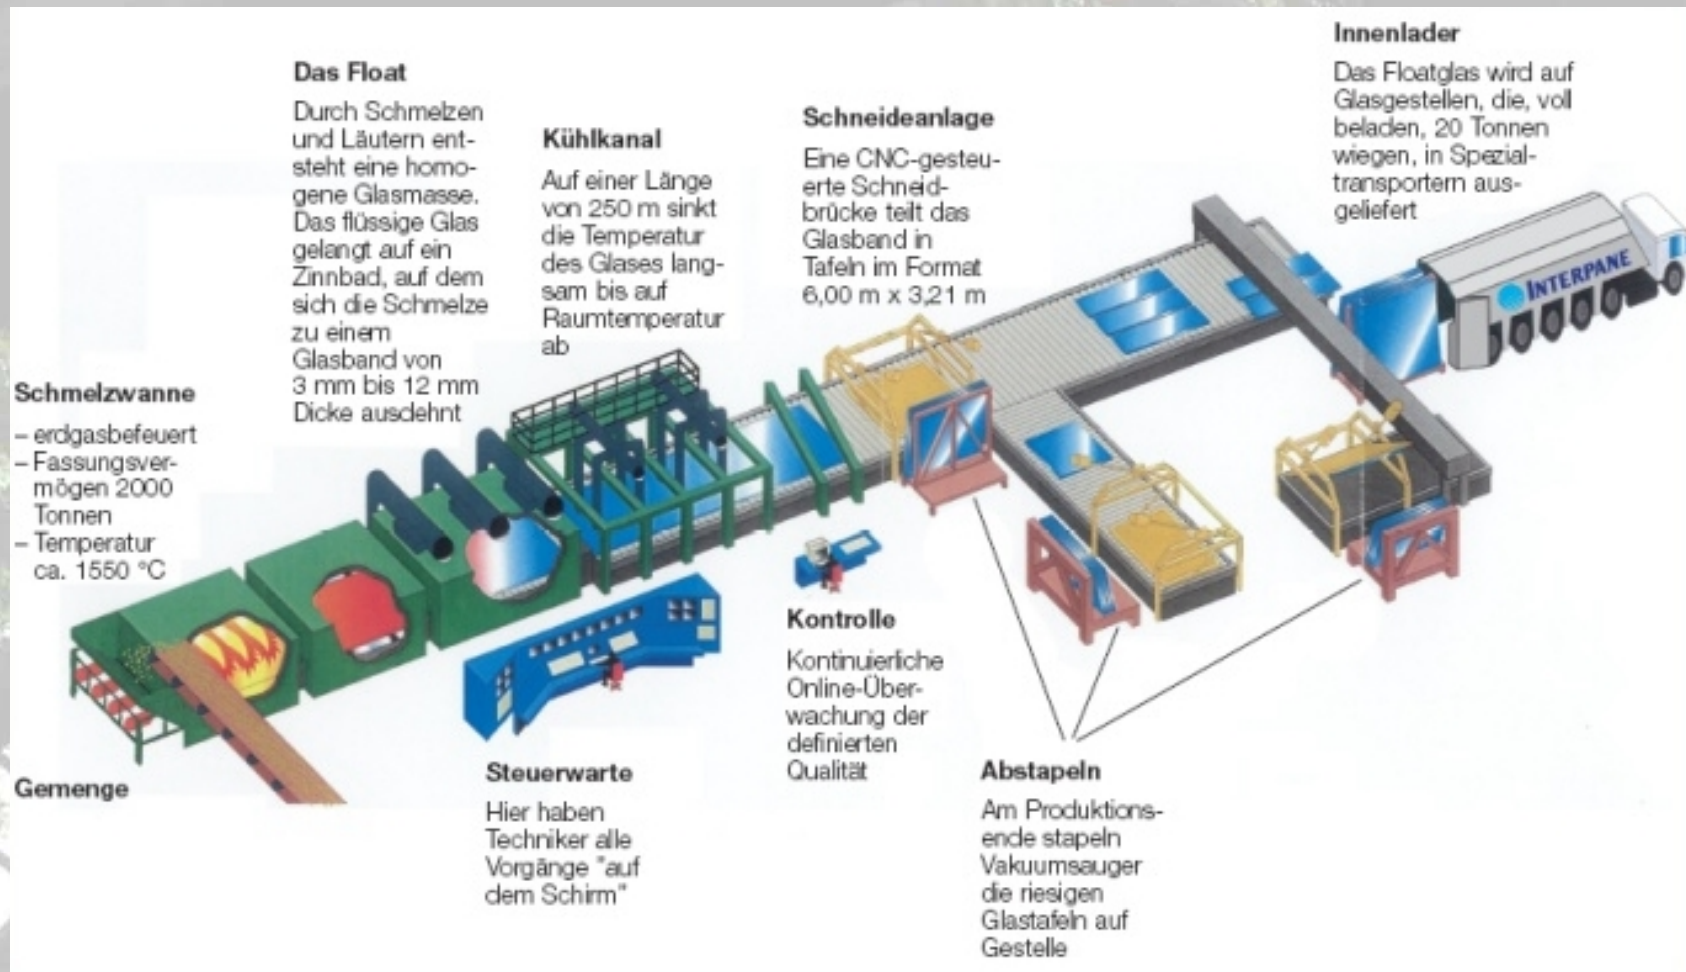 Schmelzwanne
– erdgasbefeuert
– Fassungsver-
mögen 2000
Tonnen
– Temperatur
ca. 1550 °C
Gemenge
Das Float
Durch Schmelzen
und Läutern ent-
steht eine homo-
gene Glasmasse.
Das flüssige Glas
gelangt auf ein
Zinnbad, auf dem
sich die Schmelze
zu einem
Glasband von
3 mm bis 12 mm
Dicke ausdehnt
Kühlkanal
Auf einer Länge
von 250 m sinkt
die Temperatur
des Glases lang-
sam bis auf
Raumtemperatur
ab
Steuerwarte
Hier haben
Techniker alle
Vorgänge "auf
dem Schirm"
Schneideanlage
Eine CNC-gesteu-
erte Schneid-
brücke teilt das
Glasband in
Tafeln im Format
6,00 m x 3,21 m
Kontrolle
Kontinuierliche
Online-Über-
wachung der
definierten
Qualität
Abstapeln
Am Produktions-
ende stapeln
Vakuumsauger
die riesigen
Glastafeln auf
Gestelle
Innenlader
Das Floatglas wird auf
Glasgestellen, die, voll
beladen, 20 Tonnen
wiegen, in Spezial-
transportern aus-
geliefert
INTERPANE